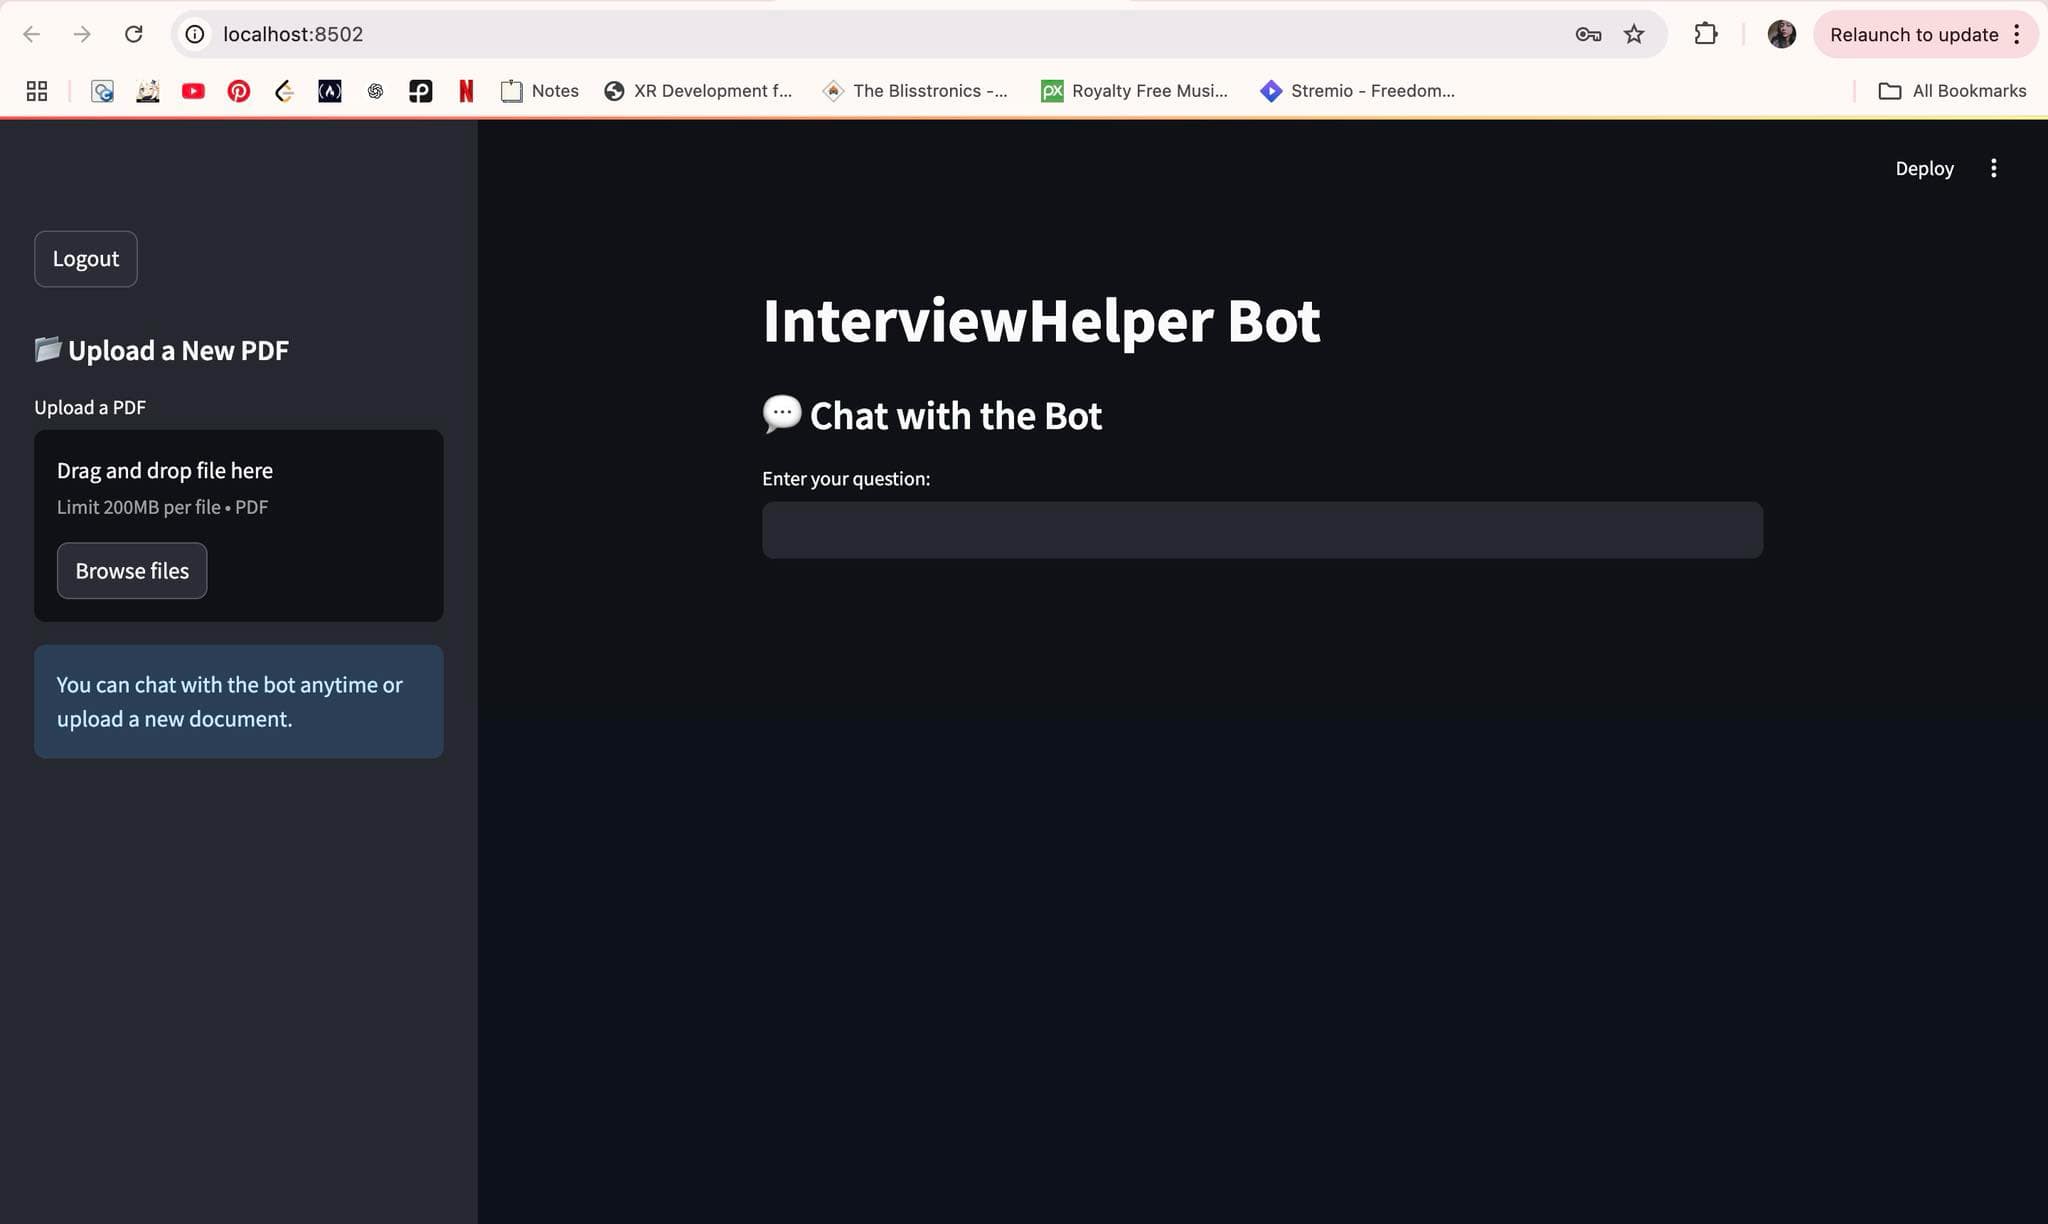 localhost:8502
Relaunch to update
Notes
XR Development f...
The Blisstronics -...
px
Royalty Free Musi...
Stremio - Freedom...
All Bookmarks
Deploy
Logout
Upload a New PDF
Upload a PDF
Drag and drop file here
Limit 200MB per file • PDF
Browse files
You can chat with the bot anytime or
upload a new document.
InterviewHelper Bot
Chat with the Bot
Enter your question: